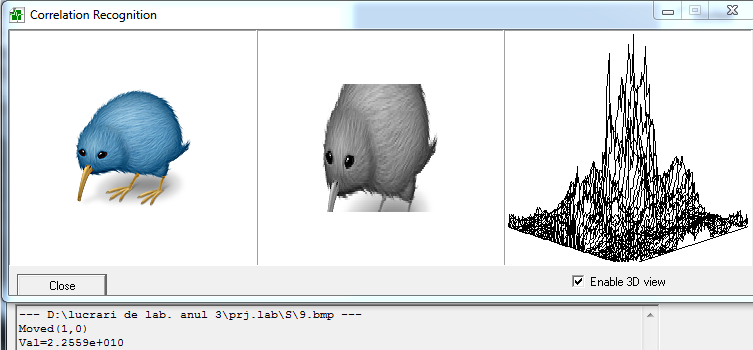 Correlation Recognition
Close
Enable 3D view
--- D:\lucrari de lab. anul 3\prj.lab\S\9.bmp ---
Moved(1,0)
Val=2.2559e+010